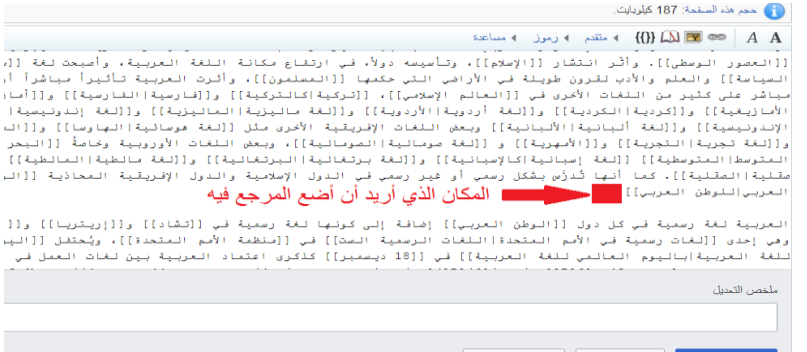 حجم هذه الصفحة: 187 كيلوبايت.
A A {{}} متقدم رموز مساعدة
[[العصور الوسطى]]. وأثّر انتشار [[الإسلام]]، وتأسيسه دولاً، في ارتفاع مكانة اللغة العربية، وأصبحت لغة
السياسة]] والعلم والأدب لقرون طويلة في الأراضي التي حكمها [[المسلمون]]، وأثرت العربية تأثيراً مباشراً
مباشر على كثير من اللغات الأخرى في [[العالم الإسلامي]]، [[تركية|كالتركية]] و[[فارسية|الفارسية]]
الأمازيغية]] و[[كردية|الكردية]] و[[لغة أردوية|الأردوية]] و[[لغة ماليزية|الماليزية]] و[[لغة إندونيسية|
الإندونيسية]] و[[لغة ألبانية|الألبانية]] وبعض اللغات الإفريقية الأخرى مثل [[لغة هوسائية|الهاوسا]]
و[[لغة تجرية|التجرية]] و[[الأمهرية]] و [[لغة صومالية|الصومالية]]، وبعض اللغات الأوروبية وخاصةً [[البحر
المتوسط|المتوسطية]] [[لغة إسبانية|كالإسبانية]] و[[لغة برتغالية|البرتغالية]] و[[لغة مالطية|المالطية]]
صقلية|الصقلية]]. كما أنها تُدرَّس بشكل رسمي أو غير رسمي في الدول الإسلامية والدول الإفريقية المحاذية
العربي|للوطن العربي]] المكان الذي أريد أن أضع المرجع فيه
العربية لغة رسمية في كل دول [[الوطن العربي]] إضافة إلى كونها لغة رسمية في [[تشاد]] و[[إريتريا]]
وهي إحدى [[لغات رسمية في الأمم المتحدة|اللغات الرسمية الست]] في [[منظمة الأمم المتحدة]]، ويُحتفل
للغة العربية|باليوم العالمي للغة العربية]] في [[18 ديسمبر]] كذكرى اعتماد العربية بين لغات العمل في
ملخص التعديل